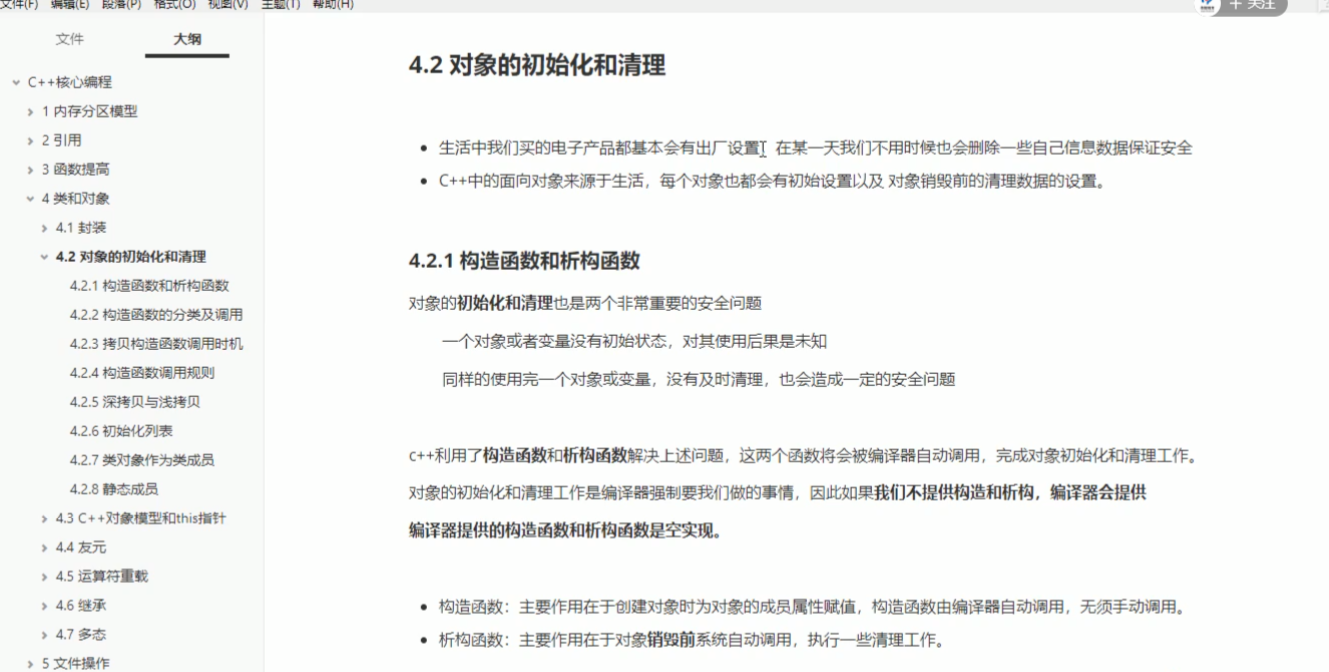 文件(F) 编辑(E) 段落(P) 格式(O) 视图(V) 主题(T) 帮助(H)
+ 关注
文件 大纲
C++核心编程
1 内存分区模型
2 引用
3 函数提高
4 类和对象
4.1 封装
4.2 对象的初始化和清理
4.2.1 构造函数和析构函数
4.2.2 构造函数的分类及调用
4.2.3 拷贝构造函数调用时机
4.2.4 构造函数调用规则
4.2.5 深拷贝与浅拷贝
4.2.6 初始化列表
4.2.7 类对象作为类成员
4.2.8 静态成员
4.3 C++对象模型和this指针
4.4 友元
4.5 运算符重载
4.6 继承
4.7 多态
5 文件操作
4.2 对象的初始化和清理
生活中我们买的电子产品都基本会有出厂设置 在某一天我们不用时候也会删除一些自己信息数据保证安全
C++中的面向对象来源于生活，每个对象也都会有初始设置以及 对象销毁前的清理数据的设置。
4.2.1 构造函数和析构函数
对象的初始化和清理也是两个非常重要的安全问题
一个对象或者变量没有初始状态，对其使用后果是未知
同样的使用完一个对象或变量，没有及时清理，也会造成一定的安全问题
c++利用了构造函数和析构函数解决上述问题，这两个函数将会被编译器自动调用，完成对象初始化和清理工作。
对象的初始化和清理工作是编译器强制要我们做的事情，因此如果我们不提供构造和析构，编译器会提供
编译器提供的构造函数和析构函数是空实现。
构造函数：主要作用在于创建对象时为对象的成员属性赋值，构造函数由编译器自动调用，无须手动调用。
析构函数：主要作用在于对象销毁前系统自动调用，执行一些清理工作。